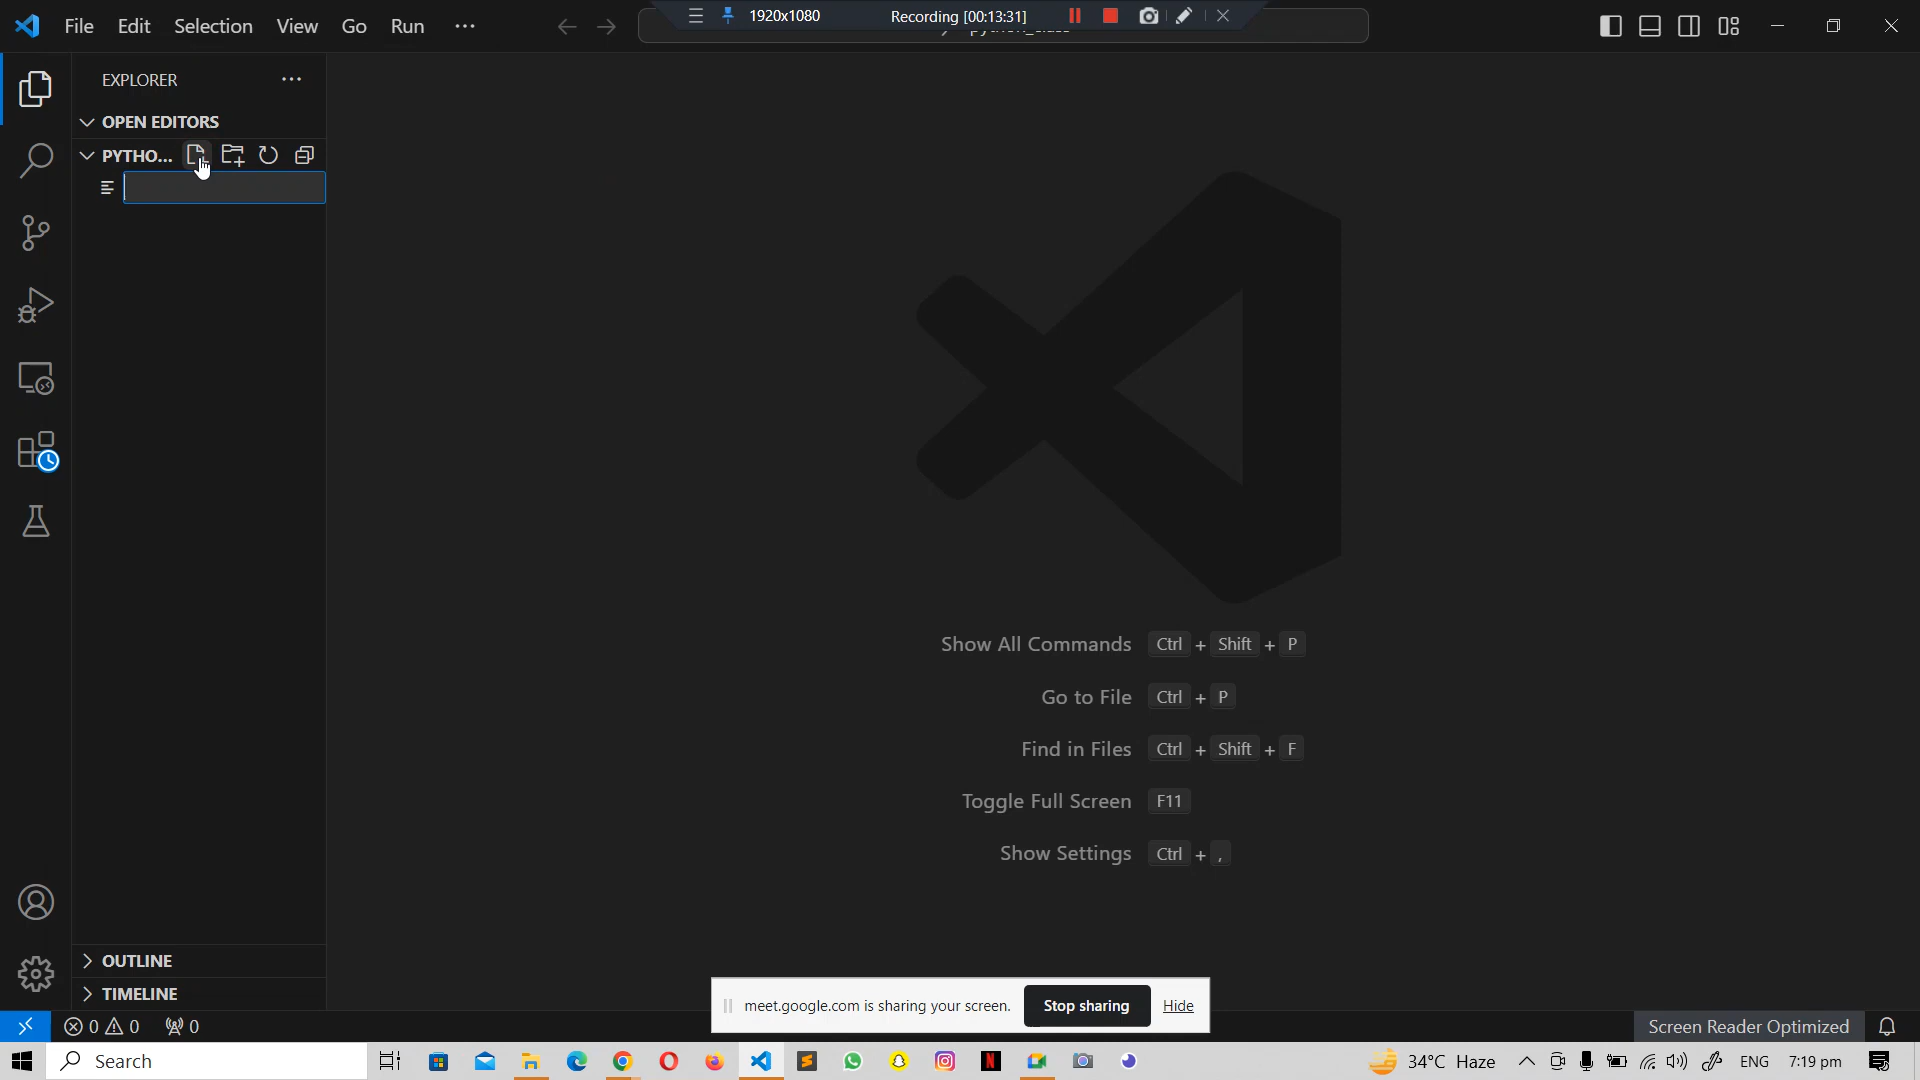 File Edit Selection View Go Run ...
1920x1080 Recording [00:13:31]
EXPLORER
OPEN EDITORS
PYTHO...
Show All Commands Ctrl + Shift + P
Go to File Ctrl + P
Find in Files Ctrl + Shift + F
Toggle Full Screen F11
Show Settings Ctrl + ,
OUTLINE
TIMELINE
meet.google.com is sharing your screen. Stop sharing Hide
0 0 0
Screen Reader Optimized
Search
34°C Haze
ENG 7:19 pm